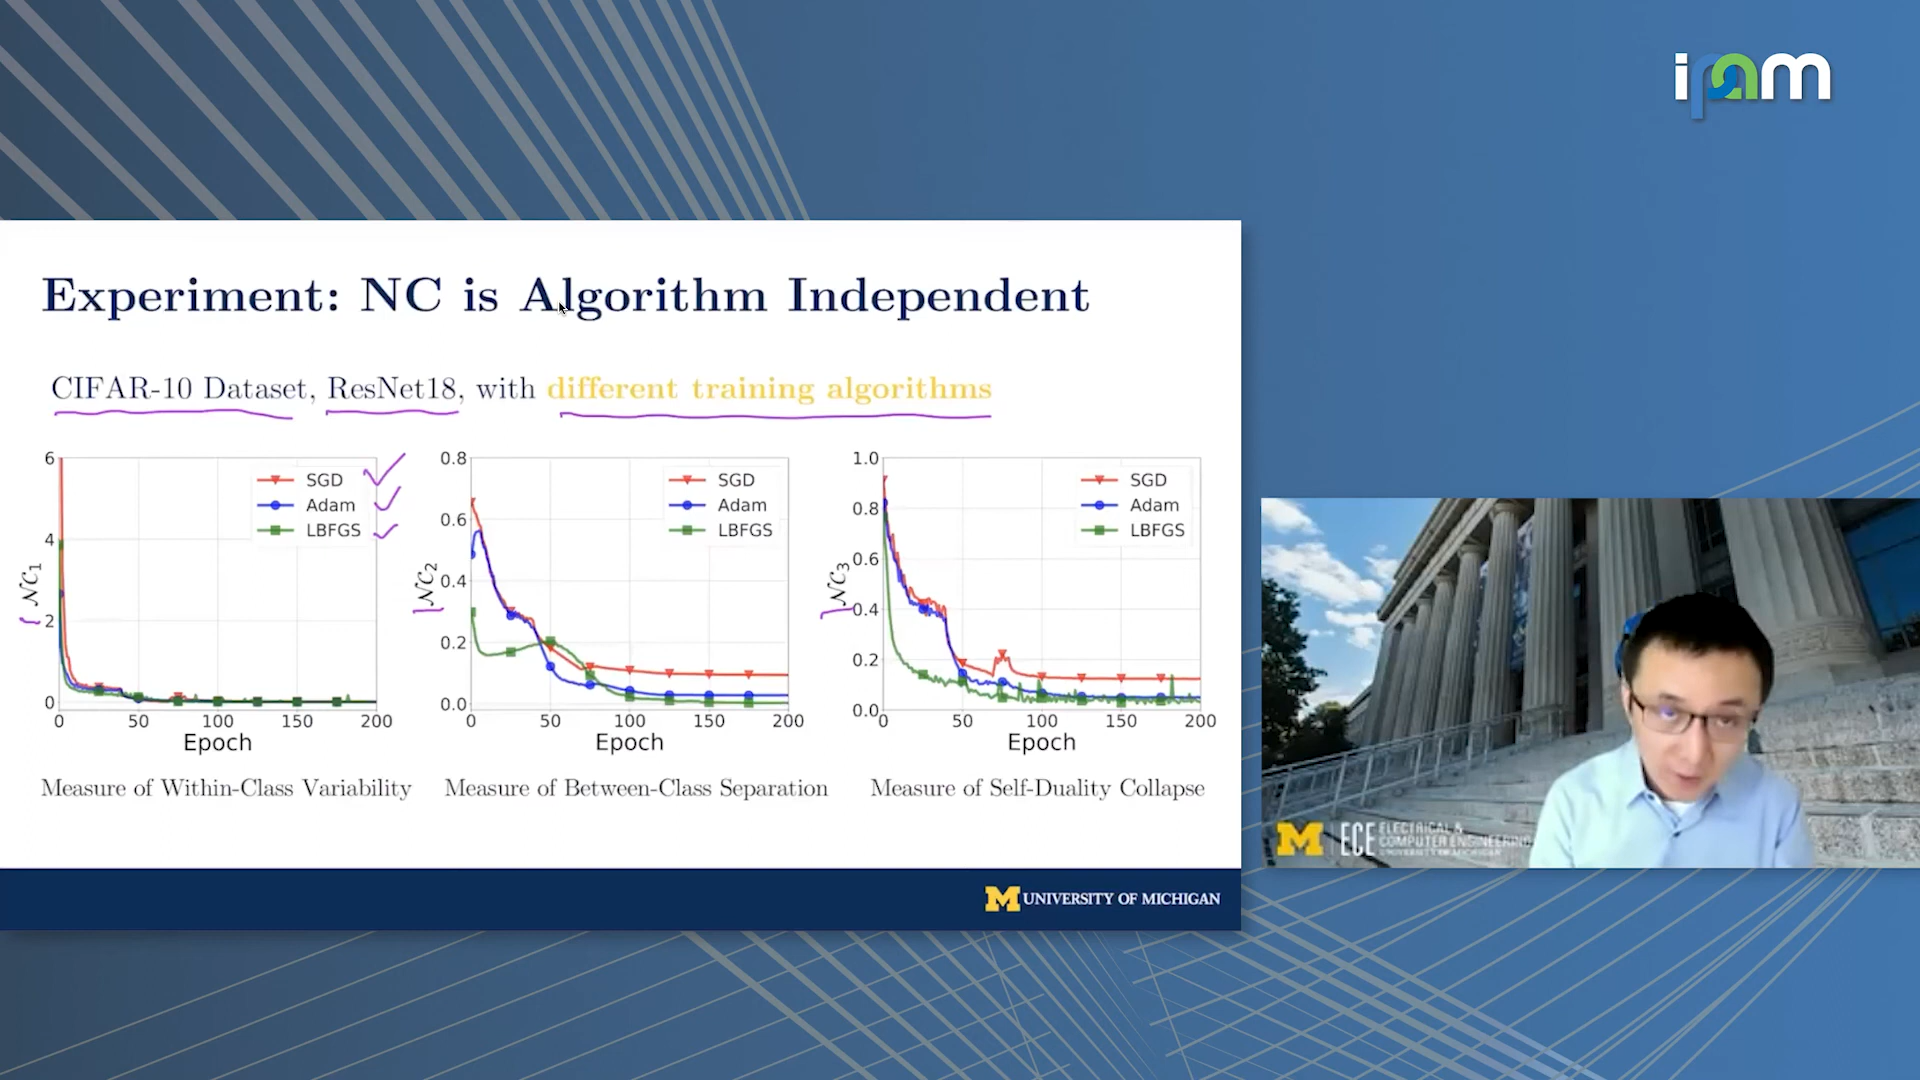 ipam
Experiment: NC is Algorithm Independent
CIFAR-10 Dataset, ResNet18, with different training algorithms
6
4
2
0
NC1
SGD
Adam
LBFGS
0 50 100 150 200
Epoch
Measure of Within-Class Variability
0.8
0.6
0.4
0.2
0.0
NC2
SGD
Adam
LBFGS
0 50 100 150 200
Epoch
Measure of Between-Class Separation
1.0
0.8
0.6
0.4
0.2
0.0
NC3
SGD
Adam
LBFGS
0 50 100 150 200
Epoch
Measure of Self-Duality Collapse
M UNIVERSITY OF MICHIGAN
M ECE ELECTRICAL &
COMPUTER ENGINEERING
UNIVERSITY OF MICHIGAN